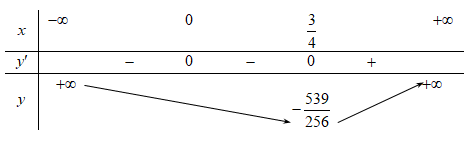 x −∞ 0 3/4 +∞
y' − 0 − 0 +
y +∞ −539/256 +∞